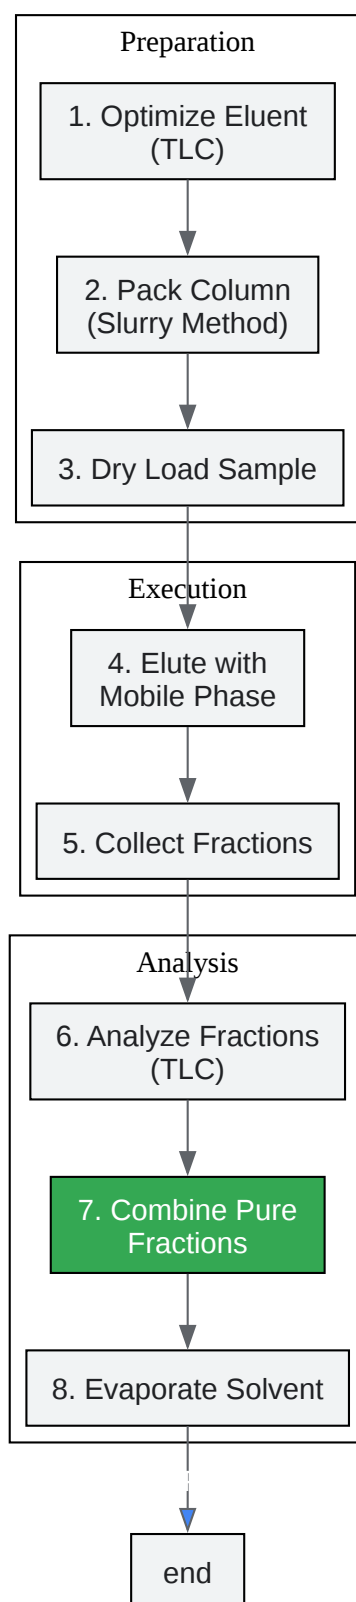 Preparation
1. Optimize Eluent
(TLC)
2. Pack Column
(Slurry Method)
3. Dry Load Sample
Execution
4. Elute with
Mobile Phase
5. Collect Fractions
Analysis
6. Analyze Fractions
(TLC)
7. Combine Pure
Fractions
8. Evaporate Solvent
end